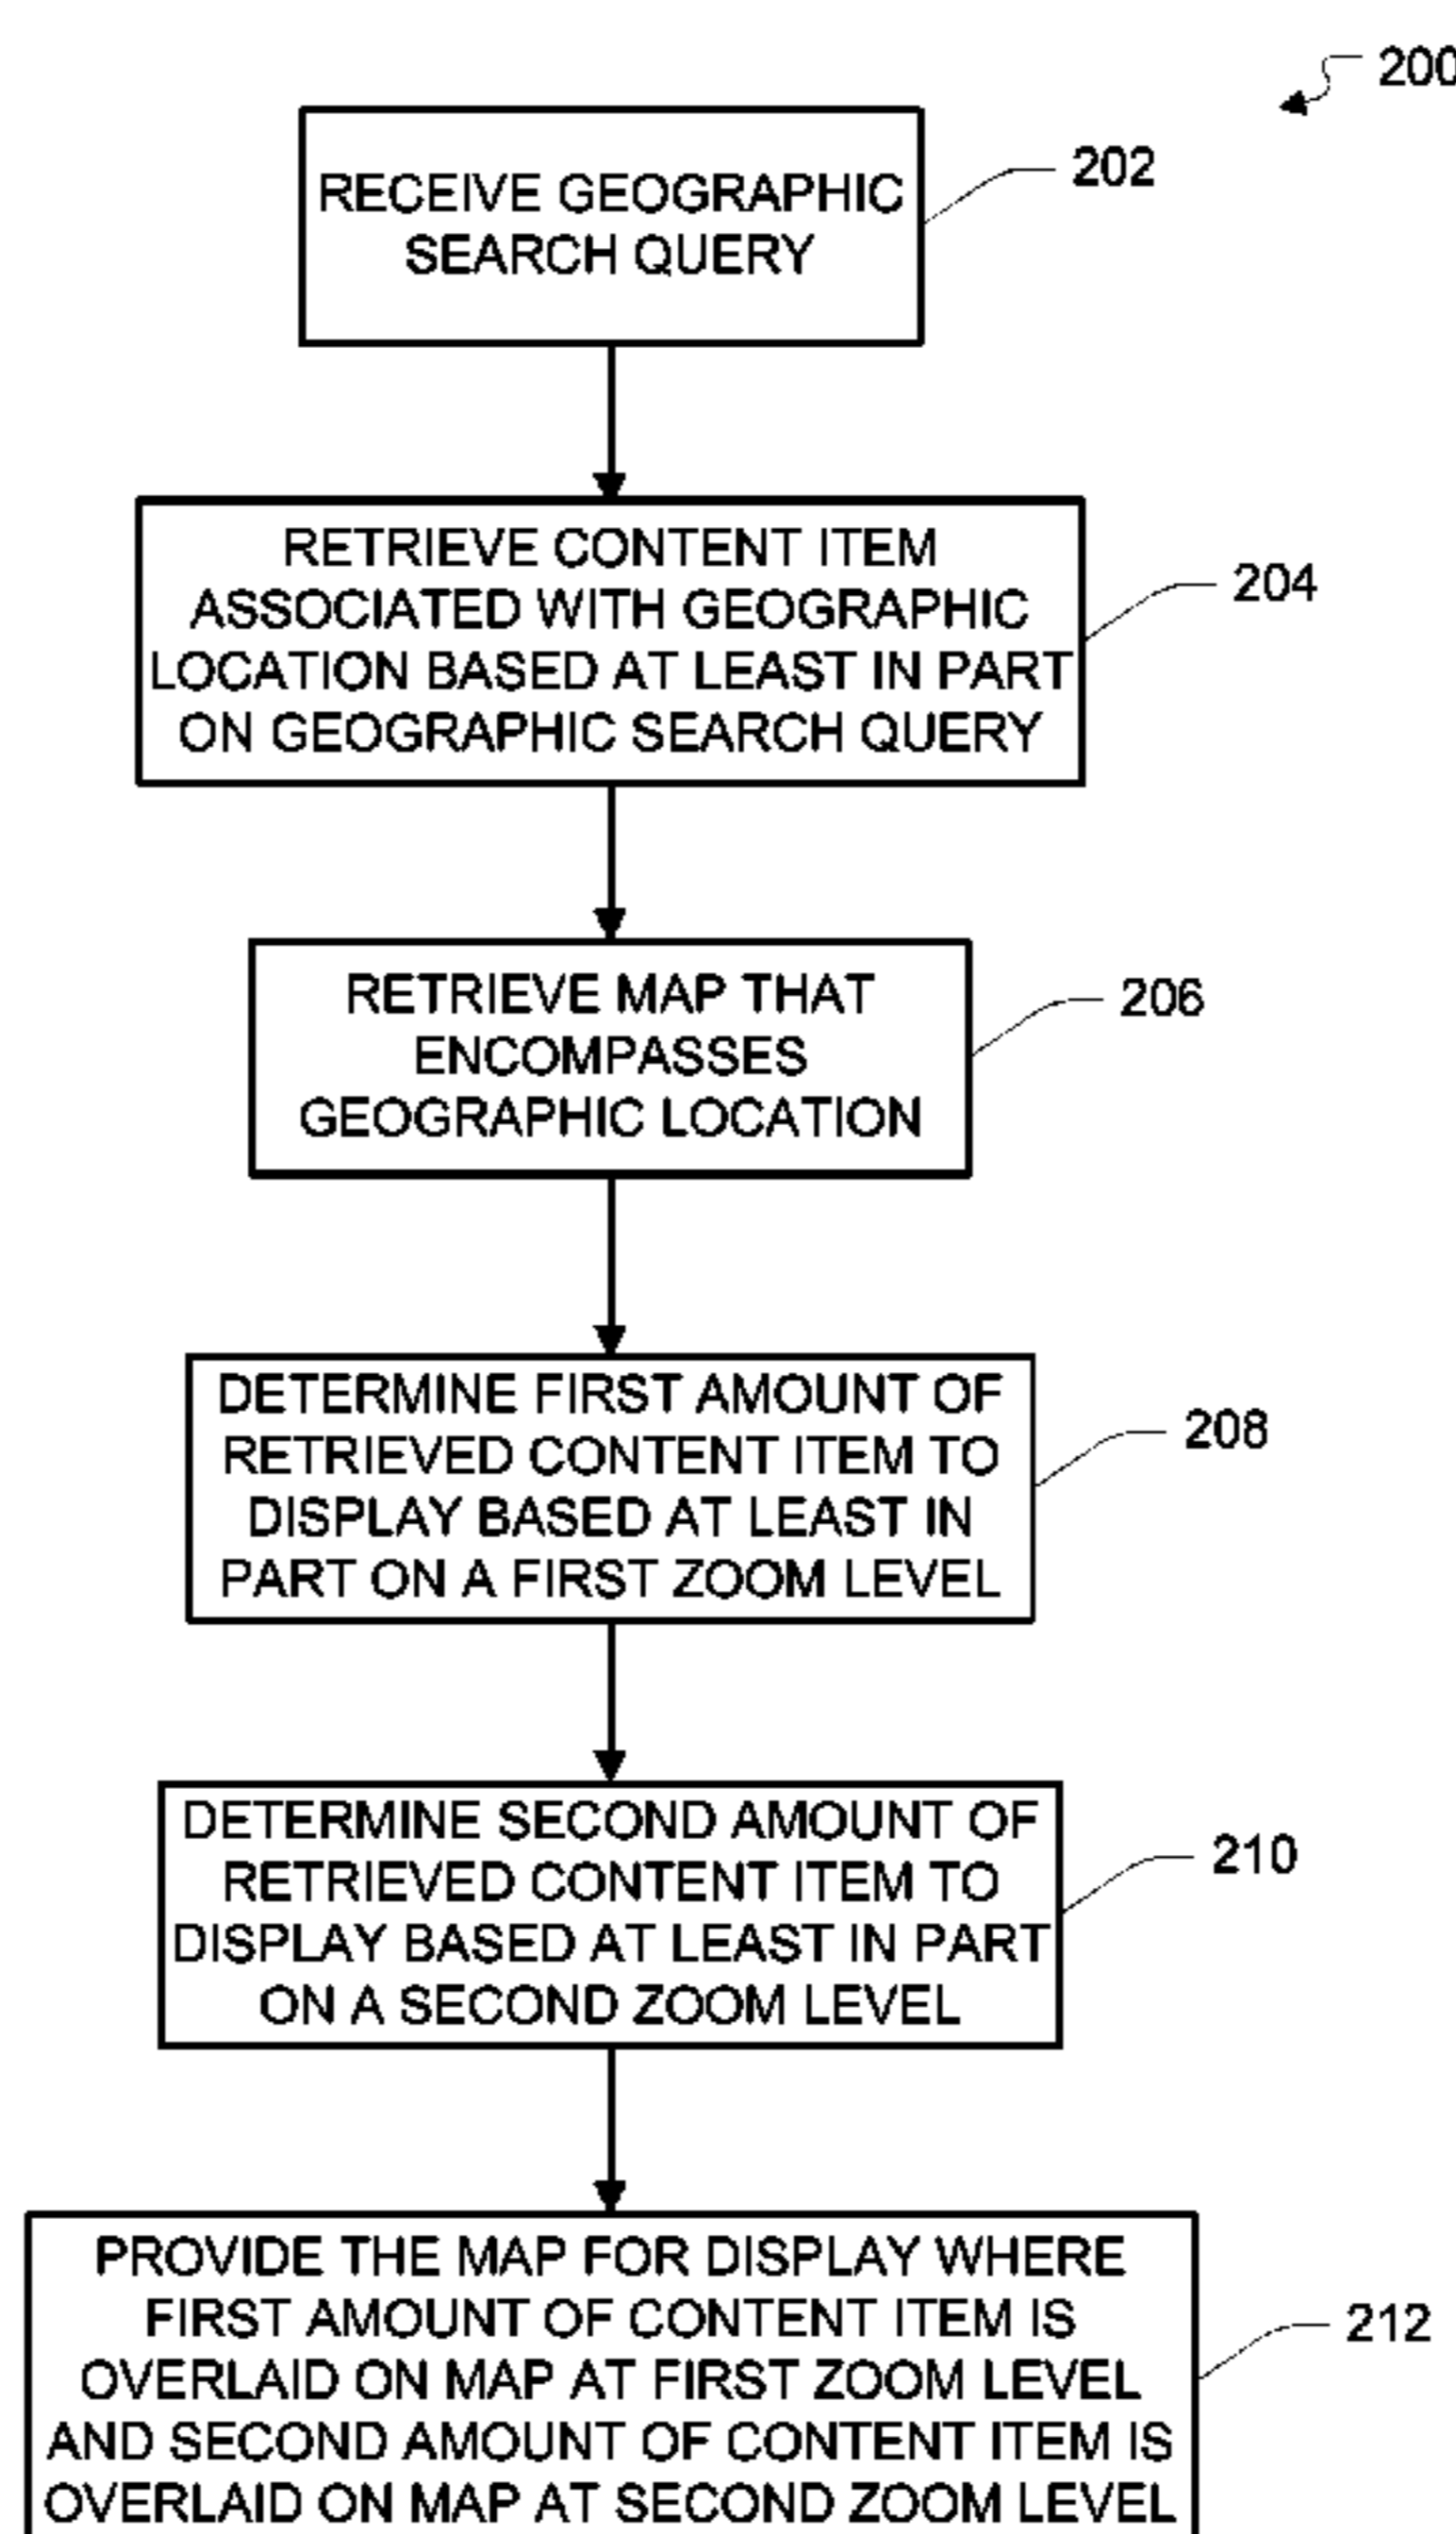 200
RECEIVE GEOGRAPHIC
SEARCH QUERY
202
RETRIEVE CONTENT ITEM
ASSOCIATED WITH GEOGRAPHIC
LOCATION BASED AT LEAST IN PART
ON GEOGRAPHIC SEARCH QUERY
204
RETRIEVE MAP THAT
ENCOMPASSES
GEOGRAPHIC LOCATION
206
DETERMINE FIRST AMOUNT OF
RETRIEVED CONTENT ITEM TO
DISPLAY BASED AT LEAST IN
PART ON A FIRST ZOOM LEVEL
208
DETERMINE SECOND AMOUNT OF
RETRIEVED CONTENT ITEM TO
DISPLAY BASED AT LEAST IN PART
ON A SECOND ZOOM LEVEL
210
PROVIDE THE MAP FOR DISPLAY WHERE
FIRST AMOUNT OF CONTENT ITEM IS
OVERLAID ON MAP AT FIRST ZOOM LEVEL
AND SECOND AMOUNT OF CONTENT ITEM IS
OVERLAID ON MAP AT SECOND ZOOM LEVEL
212